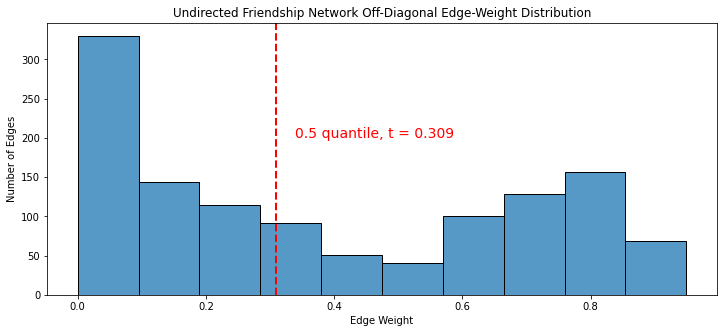 Undirected Friendship Network Off-Diagonal Edge-Weight Distribution
Number of Edges
300
250
200
150
100
50
0
0.5 quantile, t = 0.309
0.0 0.2 0.4 0.6 0.8
Edge Weight